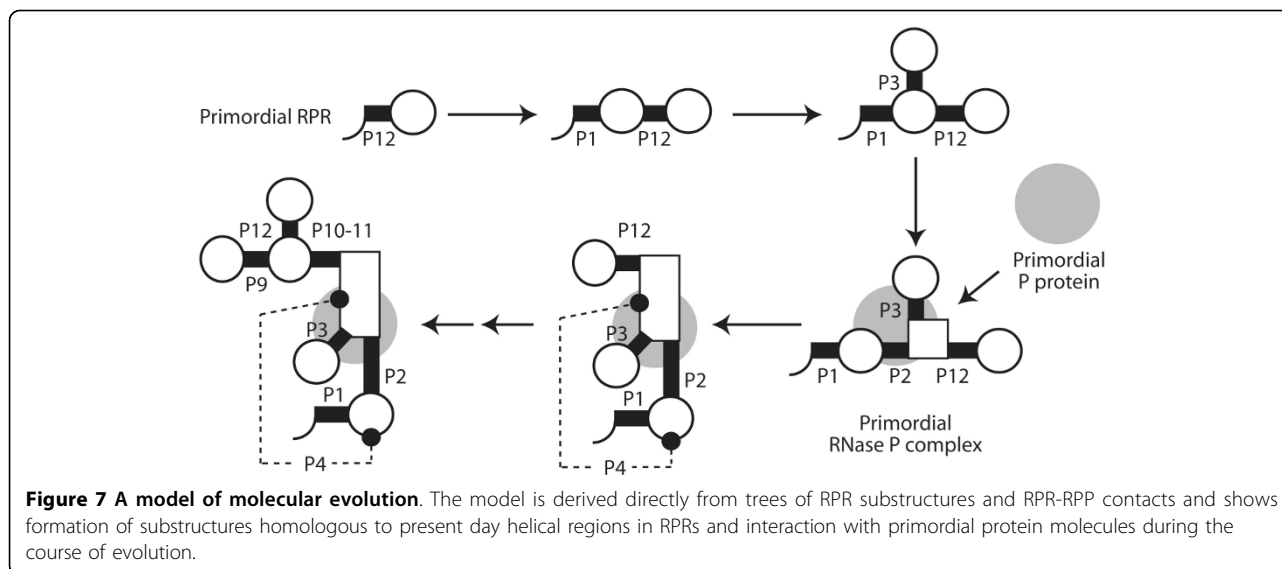 P3
Primordial RPR
P12
P1
P12
P1
P12
P12
P10-11
P9
P3
P2
P1
P4
P12
P3
P2
P1
P4
Primordial
P protein
P3
P1
P2
P12
Primordial
RNase P complex
Figure 7 A model of molecular evolution. The model is derived directly from trees of RPR substructures and RPR-RPP contacts and shows
formation of substructures homologous to present day helical regions in RPRs and interaction with primordial protein molecules during the
course of evolution.